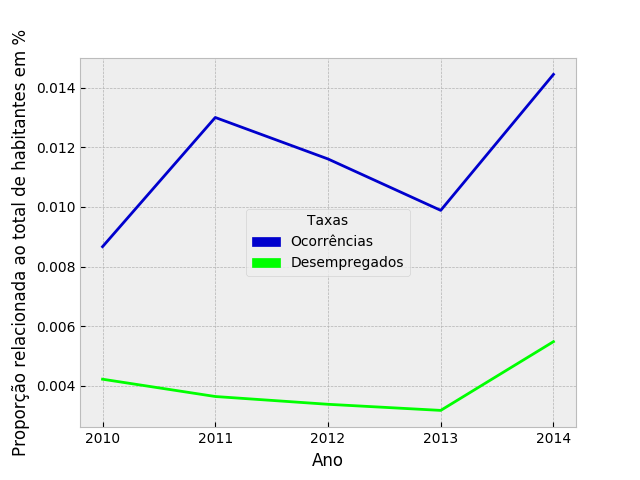 Proporção relacionada ao total de habitantes em %
0.014
0.012
0.010
0.008
0.006
0.004
Taxas
Ocorrências
Desempregados
2010 2011 2012 2013 2014
Ano